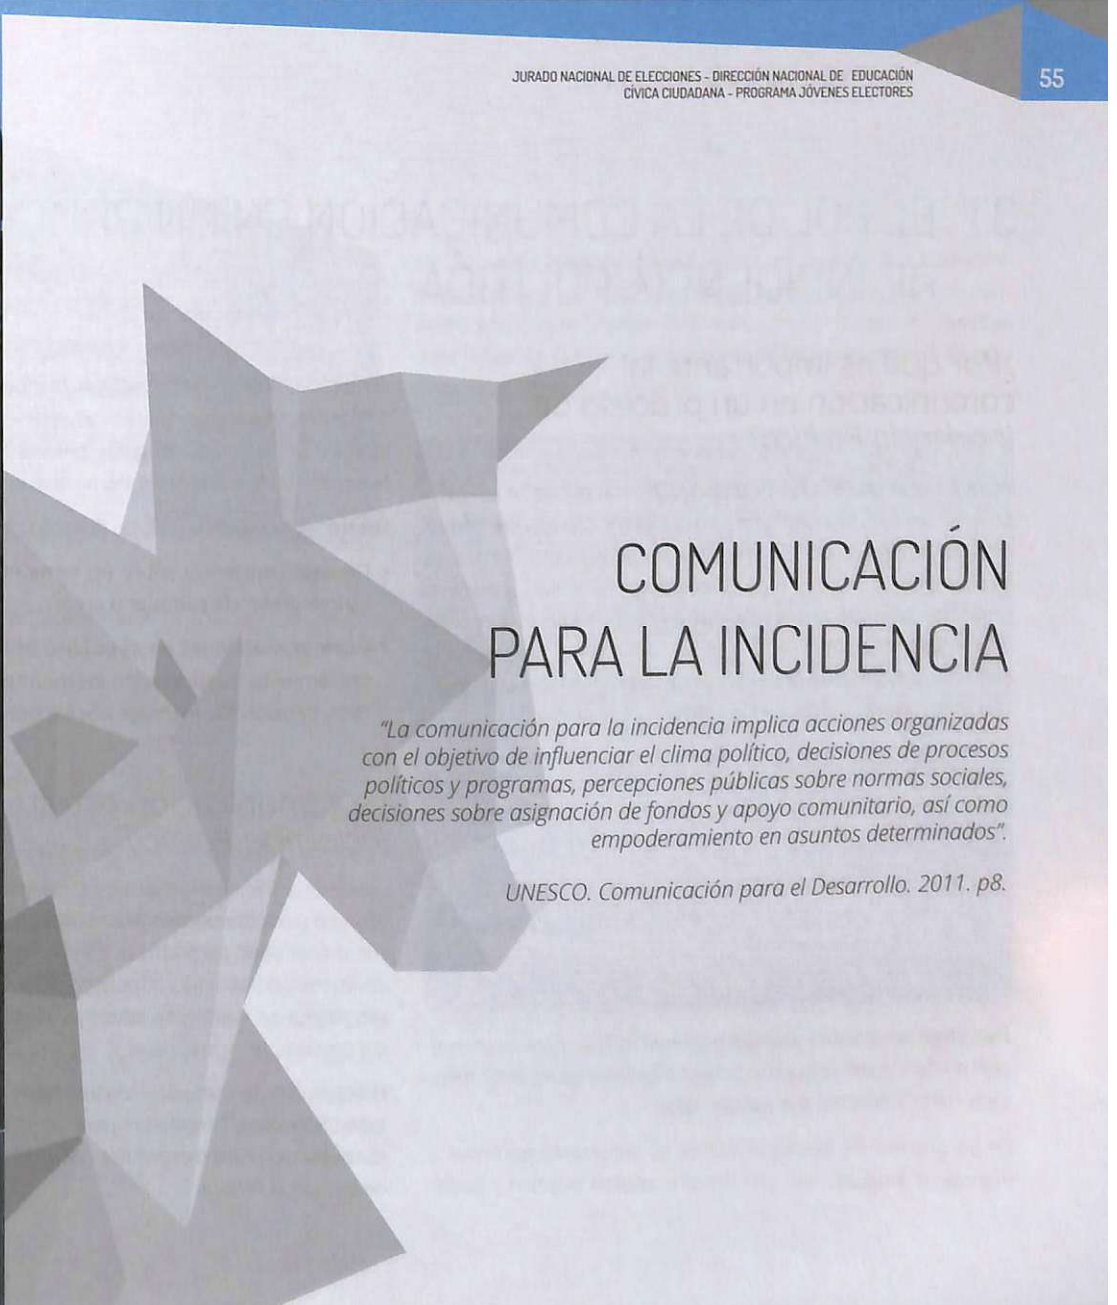 JURADO NACIONAL DE ELECCIONES - DIRECCIÓN NACIONAL DE EDUCACIÓN
CÍVICA CIUDADANA - PROGRAMA JÓVENES ELECTORES
55
COMUNICACIÓN
PARA LA INCIDENCIA
"La comunicación para la incidencia implica acciones organizadas
con el objetivo de influenciar el clima político, decisiones de procesos
políticos y programas, percepciones públicas sobre normas sociales,
decisiones sobre asignación de fondos y apoyo comunitario, así como
empoderamiento en asuntos determinados".
UNESCO. Comunicación para el Desarrollo. 2011. p8.